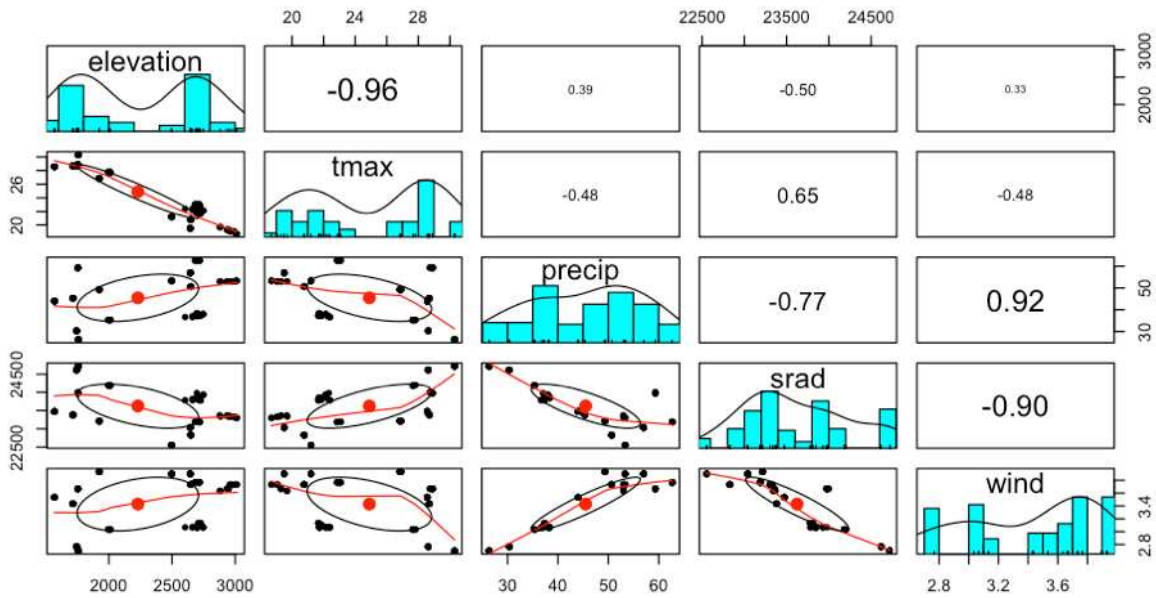 20 24 28 22500 23500 24500
elevation -0.96 0.39 -0.50 0.33 2000 3000
20 26 tmax -0.48 0.65 -0.48
precip -0.77 0.92 30 50
22500 24500 srad -0.90
wind 2.8 3.4
2000 2500 3000 30 40 50 60 2.8 3.2 3.6